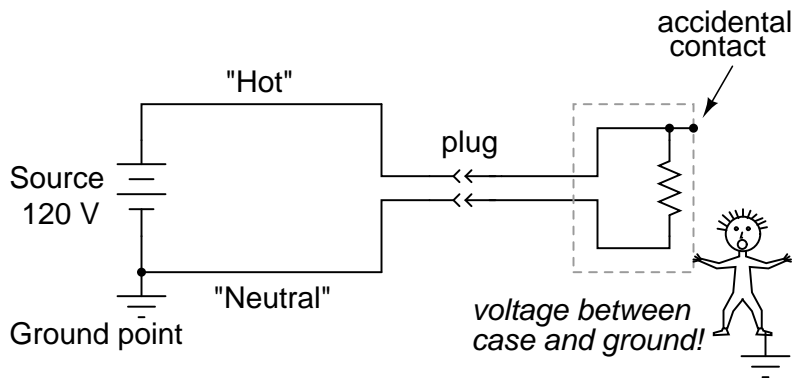 accidental
contact
"Hot"
plug
Source
120 V
"Neutral"
Ground point
voltage between
case and ground!